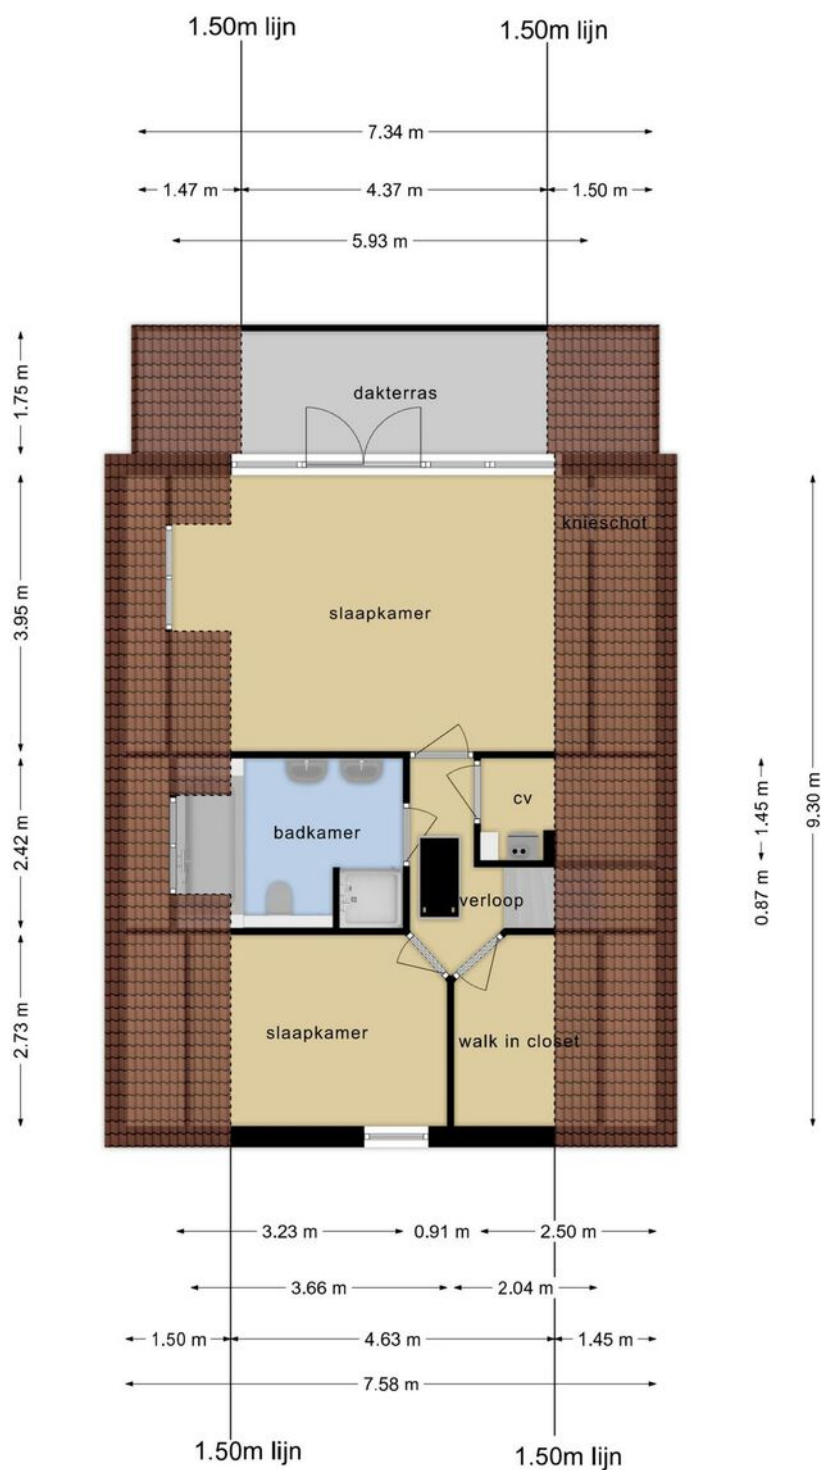 1.50m lijn
1.50m lijn
7.34 m
1.47 m
4.37 m
1.50 m
5.93 m
1.75 m
dakterras
knieschot
3.95 m
slaapkamer
9.30 m
2.42 m
badkamer
cv
1.45 m
0.87 m
verloop
2.73 m
slaapkamer
walk in closet
3.23 m
0.91 m
2.50 m
3.66 m
2.04 m
1.50 m
4.63 m
1.45 m
7.58 m
1.50m lijn
1.50m lijn